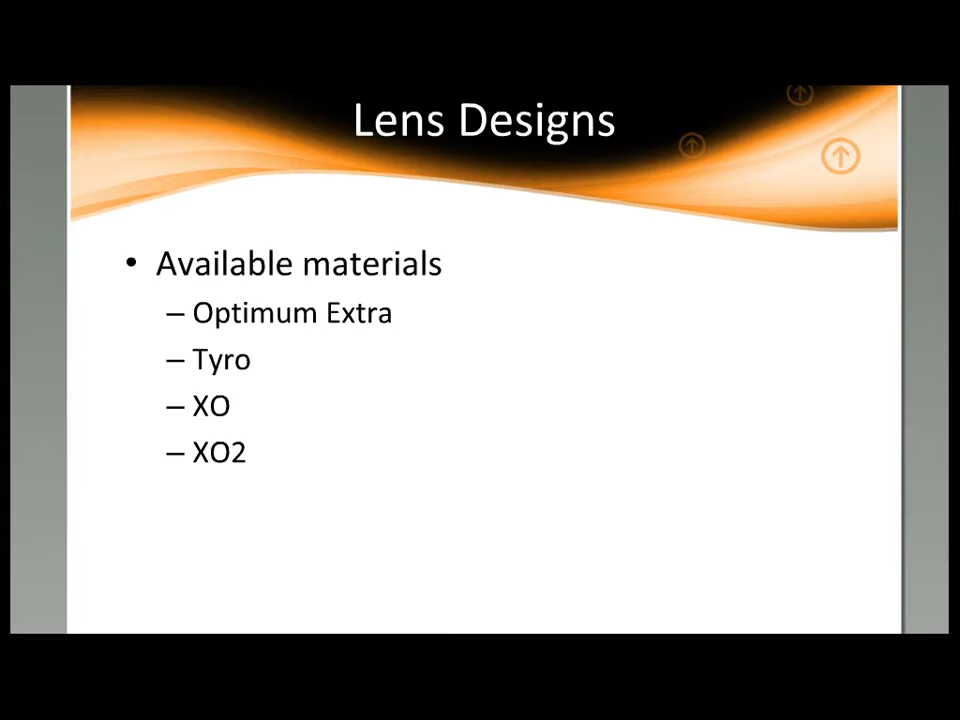 Lens Designs
• Available materials
– Optimum Extra
– Tyro
– XO
– XO2